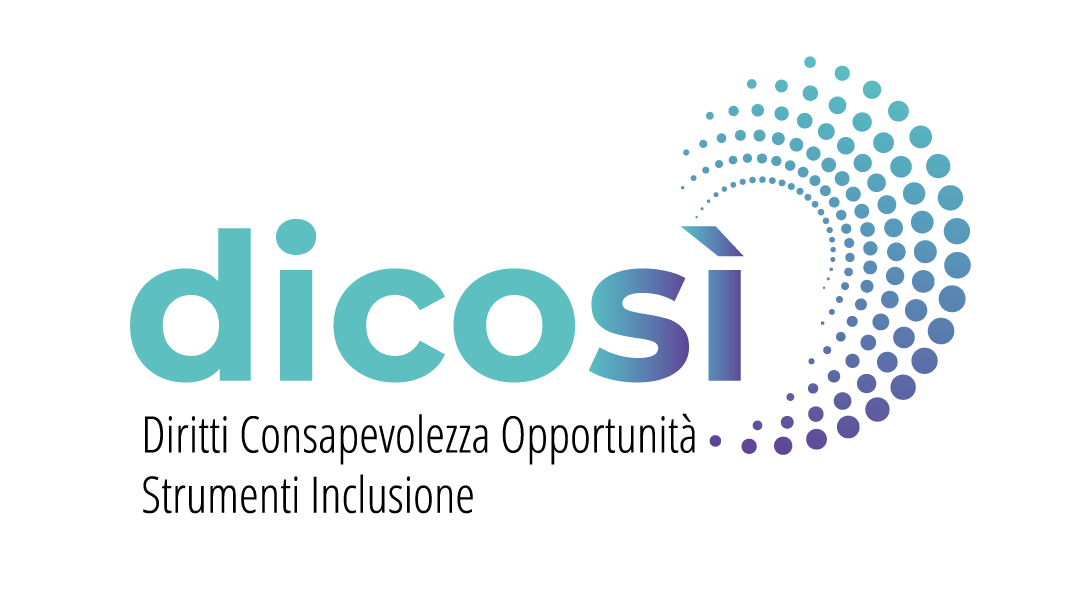 dicosì
Diritti Consapevolezza Opportunità
Strumenti Inclusione